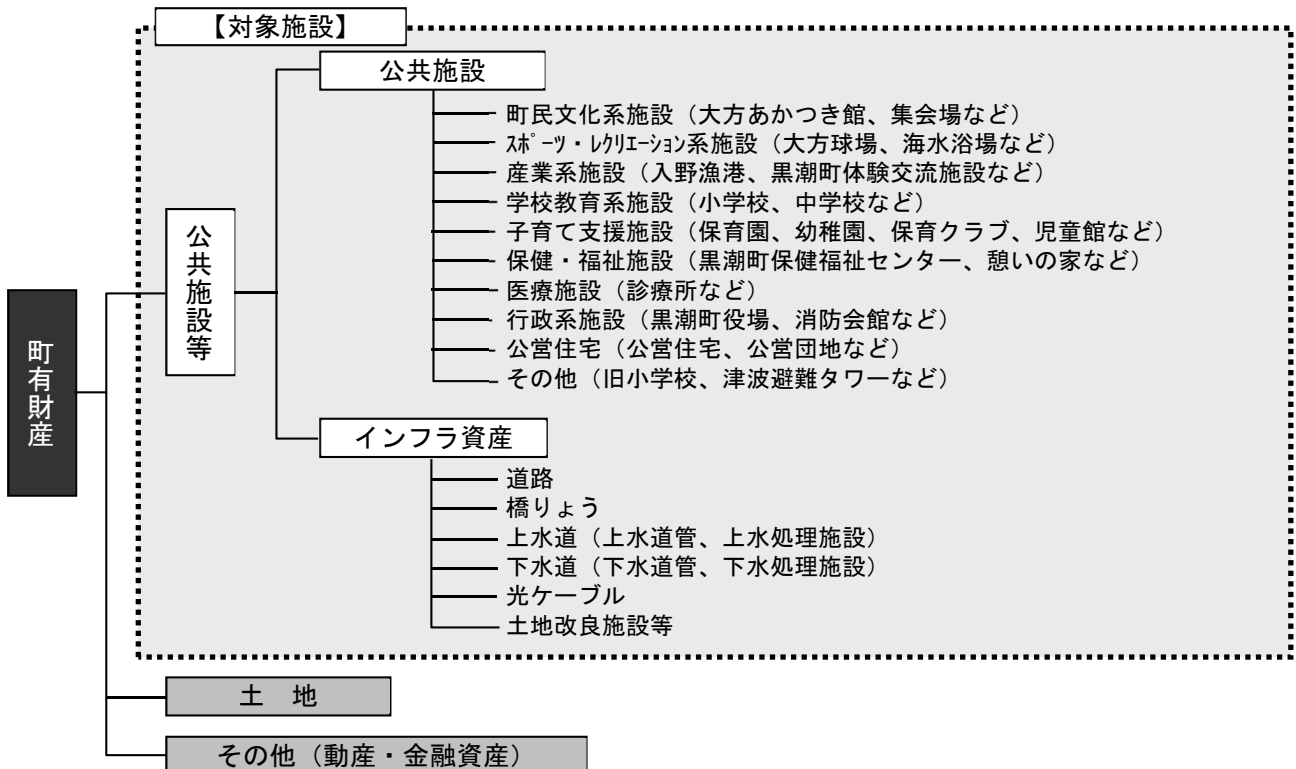 【対象施設】
公共施設
町民文化系施設（大方あかつき館、集会場など）
ｽﾎﾟｰﾂ・ﾚｸﾘｴｰｼｮﾝ系施設（大方球場、海水浴場など）
産業系施設（入野漁港、黒潮町体験交流施設など）
学校教育系施設（小学校、中学校など）
子育て支援施設（保育園、幼稚園、保育クラブ、児童館など）
保健・福祉施設（黒潮町保健福祉センター、憩いの家など）
医療施設（診療所など）
行政系施設（黒潮町役場、消防会館など）
公営住宅（公営住宅、公営団地など）
その他（旧小学校、津波避難タワーなど）
公共施設等
町有財産
インフラ資産
道路
橋りょう
上水道（上水道管、上水処理施設）
下水道（下水道管、下水処理施設）
光ケーブル
土地改良施設等
土　地
その他（動産・金融資産）